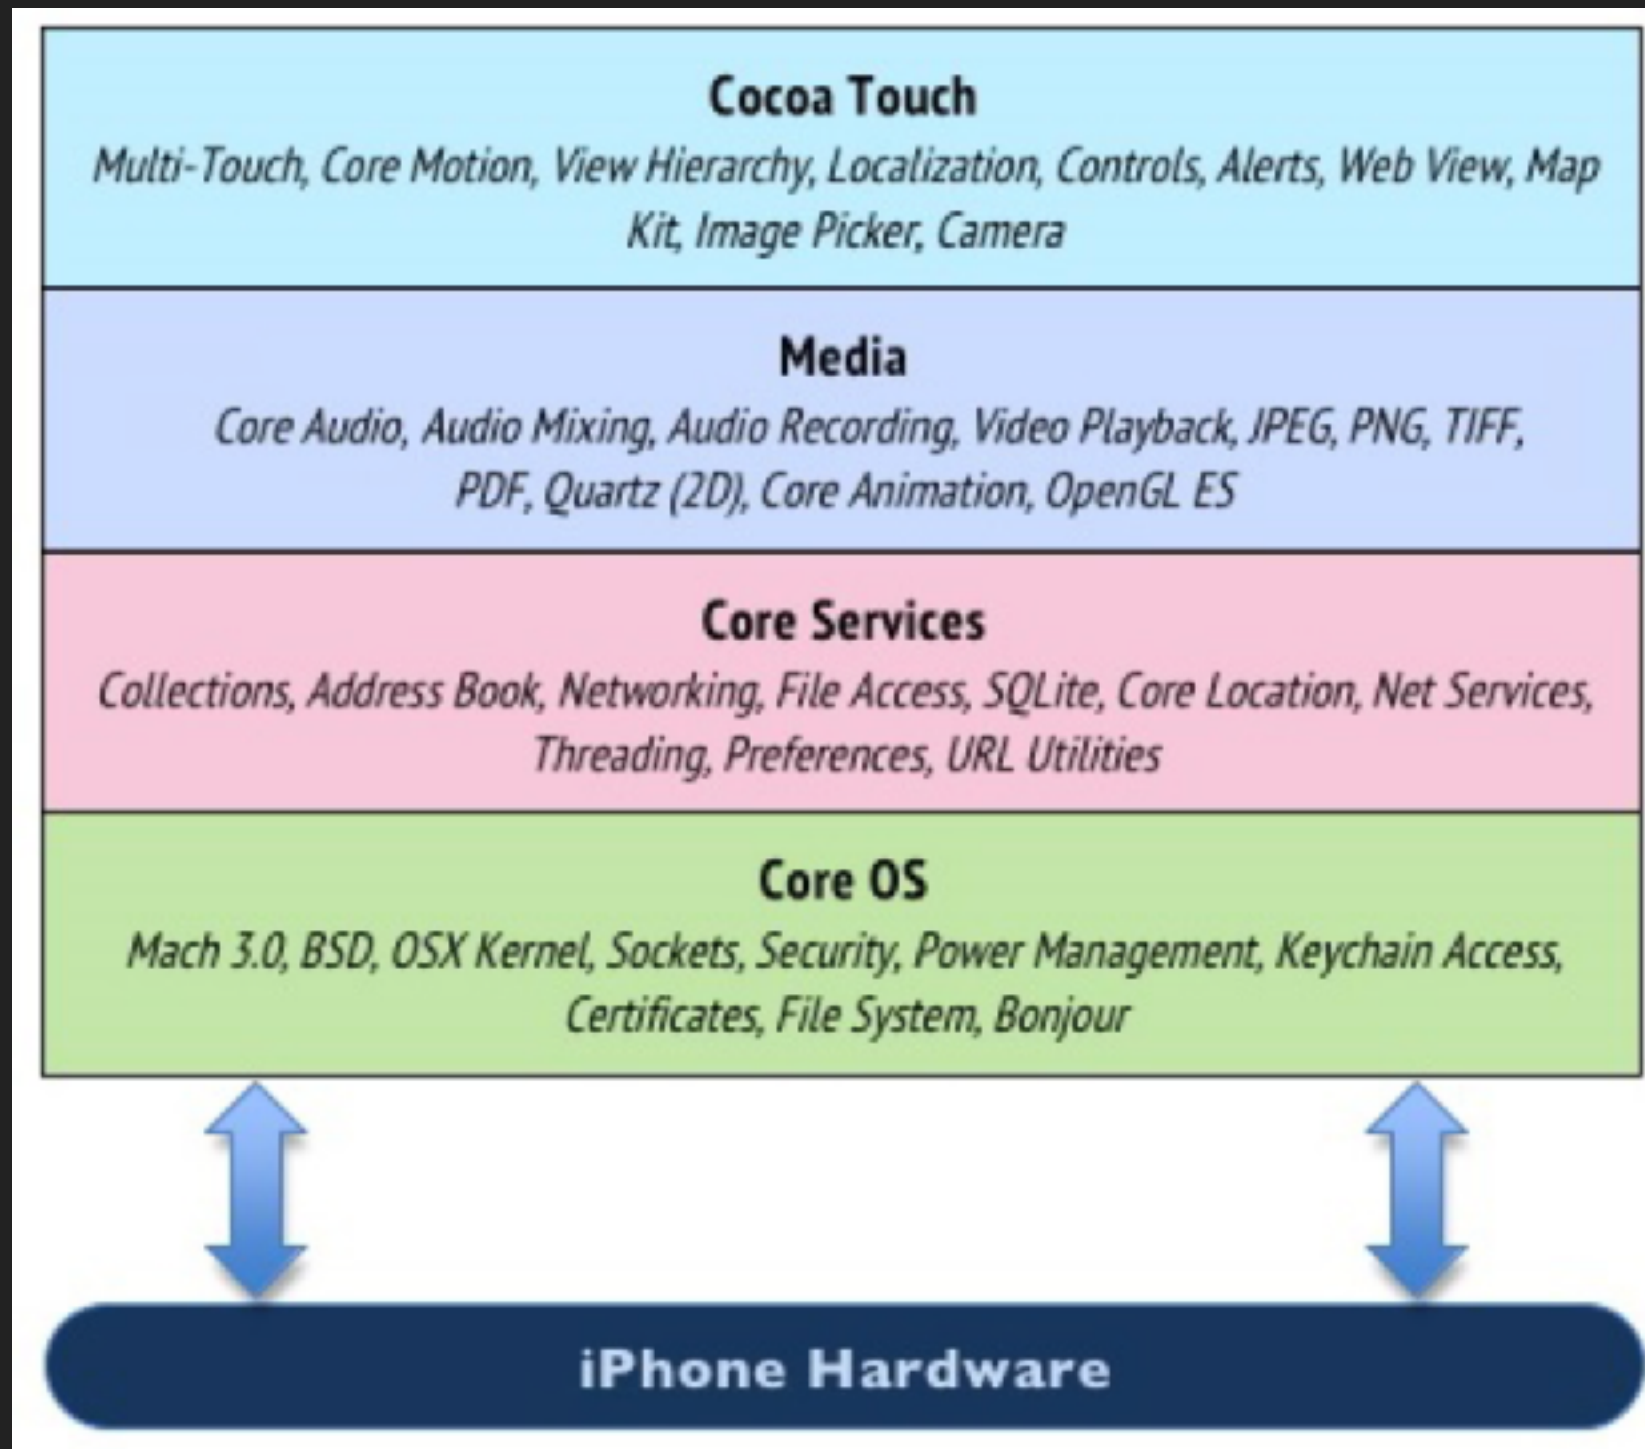 Cocoa Touch
Multi-Touch, Core Motion, View Hierarchy, Localization, Controls, Alerts, Web View, Map
Kit, Image Picker, Camera
Media
Core Audio, Audio Mixing, Audio Recording, Video Playback, JPEG, PNG, TIFF,
PDF, Quartz (2D), Core Animation, OpenGL ES
Core Services
Collections, Address Book, Networking, File Access, SQLite, Core Location, Net Services,
Threading, Preferences, URL Utilities
Core OS
Mach 3.0, BSD, OSX Kernel, Sockets, Security, Power Management, Keychain Access,
Certificates, File System, Bonjour
iPhone Hardware